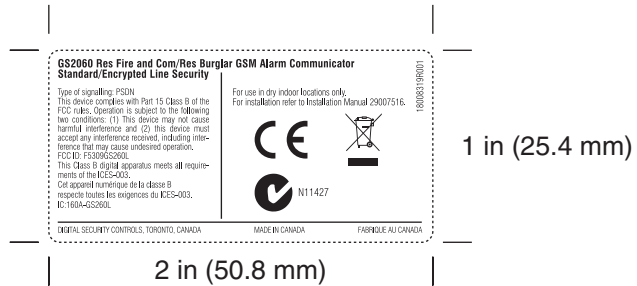 GS2060 Res Fire and Com/Res Burglar GSM Alarm Communicator
Standard/Encrypted Line Security
Type of signalling: PSDN
This device complies with Part 15 Class B of the
FCC rules. Operation is subject to the following
two conditions: (1) This device may not cause
harmful interference and (2) this device must
accept any interference received, including inter-
ference that may cause undesired operation.
FCC ID: F5309GS260L
This Class B digital apparatus meets all require-
ments of the ICES-003.
Cet appareil numérique de la classe B
respecte toutes les exigences du ICES-003.
IC:160A-GS260L
For use in dry indoor locations only.
For installation refer to Installation Manual 29007516.
CE
N11427
18008319R001
DIGITAL SECURITY CONTROLS, TORONTO, CANADA
MADE IN CANADA
FABRIQUE AU CANADA
1 in (25.4 mm)
2 in (50.8 mm)